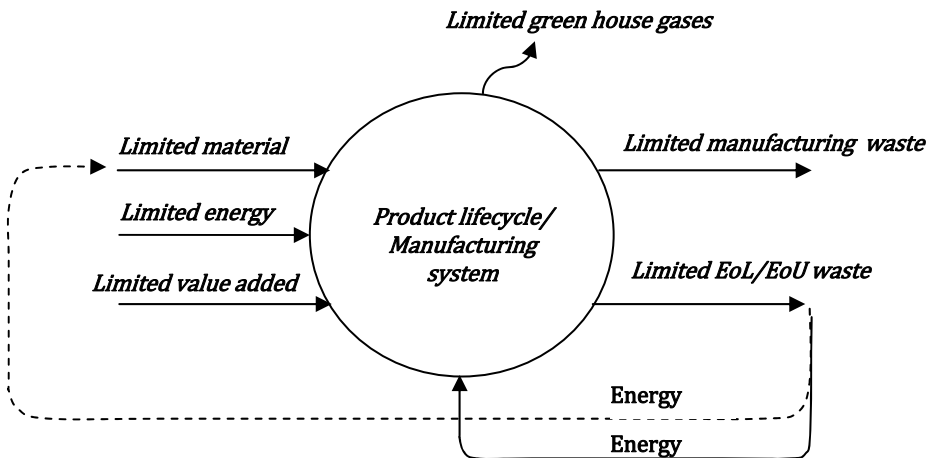 Limited green house gases
Limited material
Limited manufacturing waste
Limited energy
Product lifecycle/
Manufacturing
system
Limited value added
Limited EoL/EoU waste
Energy
Energy